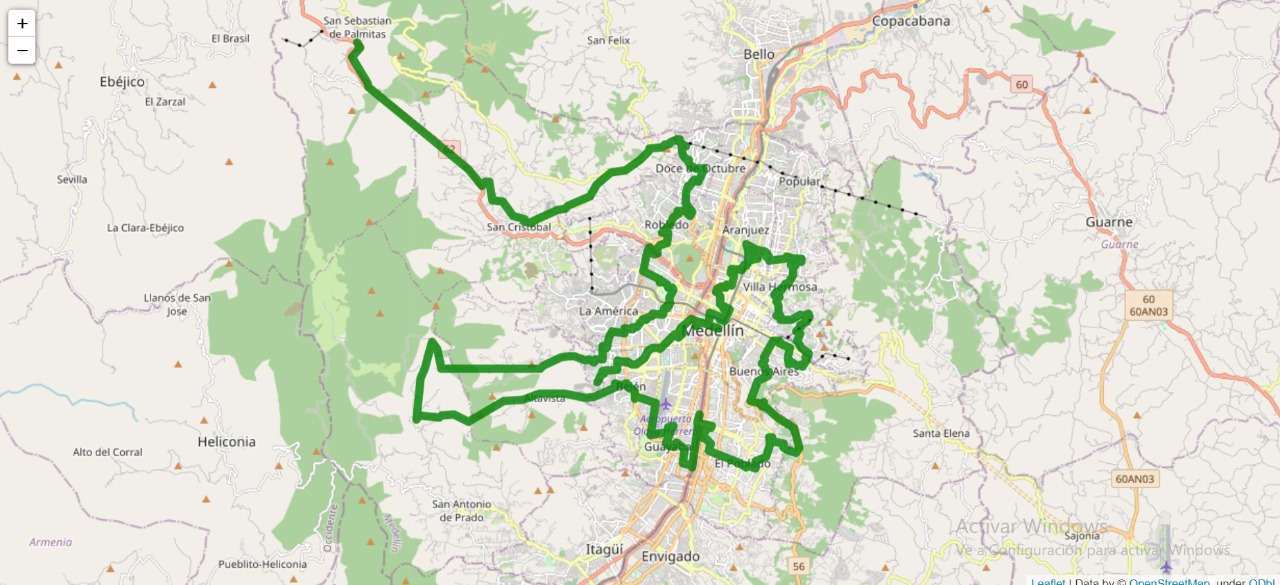 +
−
San Sebastian
de Palmitas
El Brasil
San Felix
Copacabana
Bello
Ebéjico
El Zarzal
60
62
Sevilla
Doce de Octubre
Popular
La Clara-Ebéjico
San Cristobal
Robledo
Aranjuez
Guarne
Guarne
Llanos de San
Jose
Villa Hermosa
60
60AN03
La América
Medellín
Buenos Aires
Belén
Altavista
Aeropuerto
Heliconia
Alto del Corral
Guayabal
El Poblado
Santa Elena
60AN03
San Antonio
de Prado
Occidente
Medellín
Armenia
Itagüí
Envigado
Pueblito-Heliconia
56
Activar Windows
Sajonia
Ve a Configuración para activar Windows.
Leaflet | Data by © OpenStreetMap, under ODbL